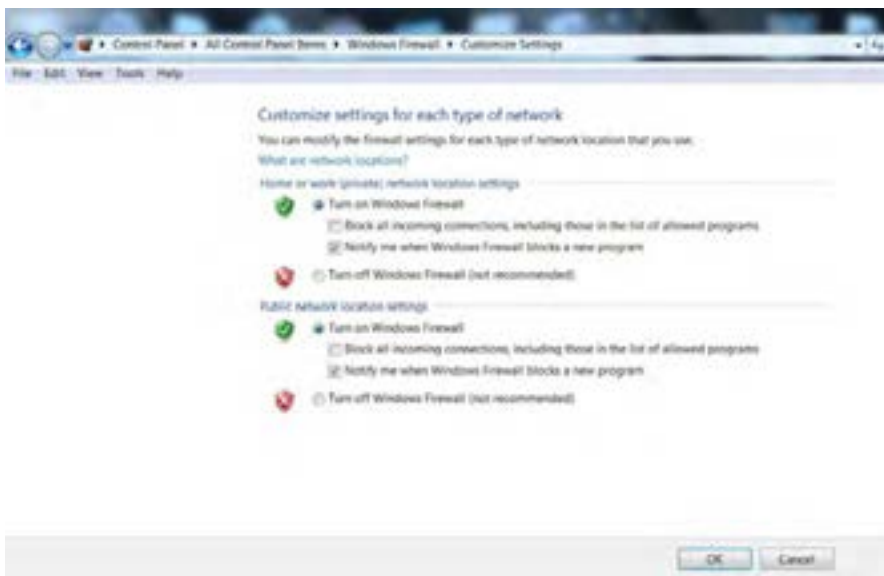 Control Panel ▸ All Control Panel Items ▸ Windows Firewall ▸ Customize Settings
File Edit View Tools Help
Customize settings for each type of network
You can modify the firewall settings for each type of network location that you use.
What are network locations?
Home or work (private) network location settings
Turn on Windows Firewall
Block all incoming connections, including those in the list of allowed programs
Notify me when Windows Firewall blocks a new program
Turn off Windows Firewall (not recommended)
Public network location settings
Turn on Windows Firewall
Block all incoming connections, including those in the list of allowed programs
Notify me when Windows Firewall blocks a new program
Turn off Windows Firewall (not recommended)
OK Cancel